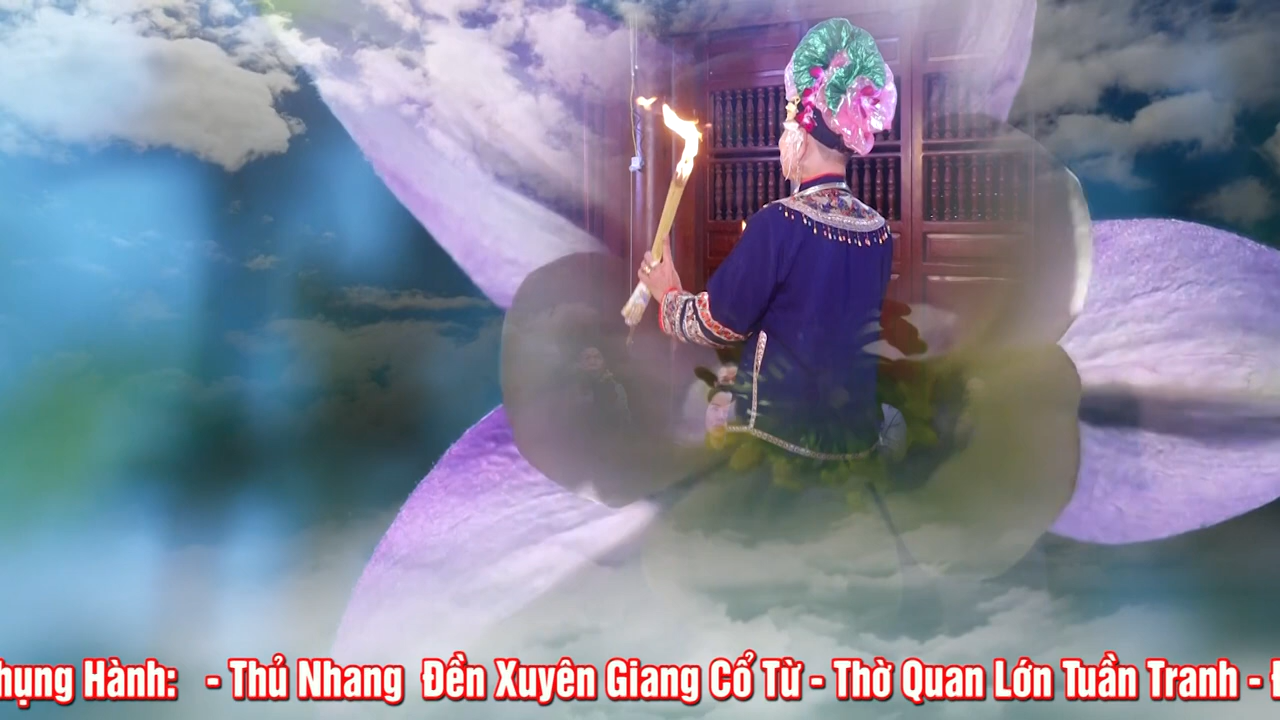 hụng Hành: - Thủ Nhang Đền Xuyên Giang Cổ Từ - Thờ Quan Lớn Tuần Tranh -